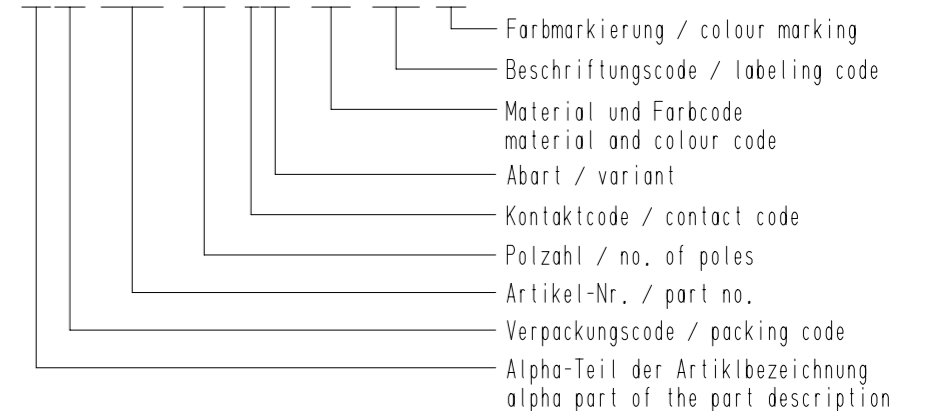 Farbmarkierung / colour marking
Beschriftungscode / labeling code
Material und Farbcode
material and colour code
Abart / variant
Kontaktcode / contact code
Polzahl / no. of poles
Artikel-Nr. / part no.
Verpackungscode / packing code
Alpha-Teil der Artiklbezeichnung
alpha part of the part description